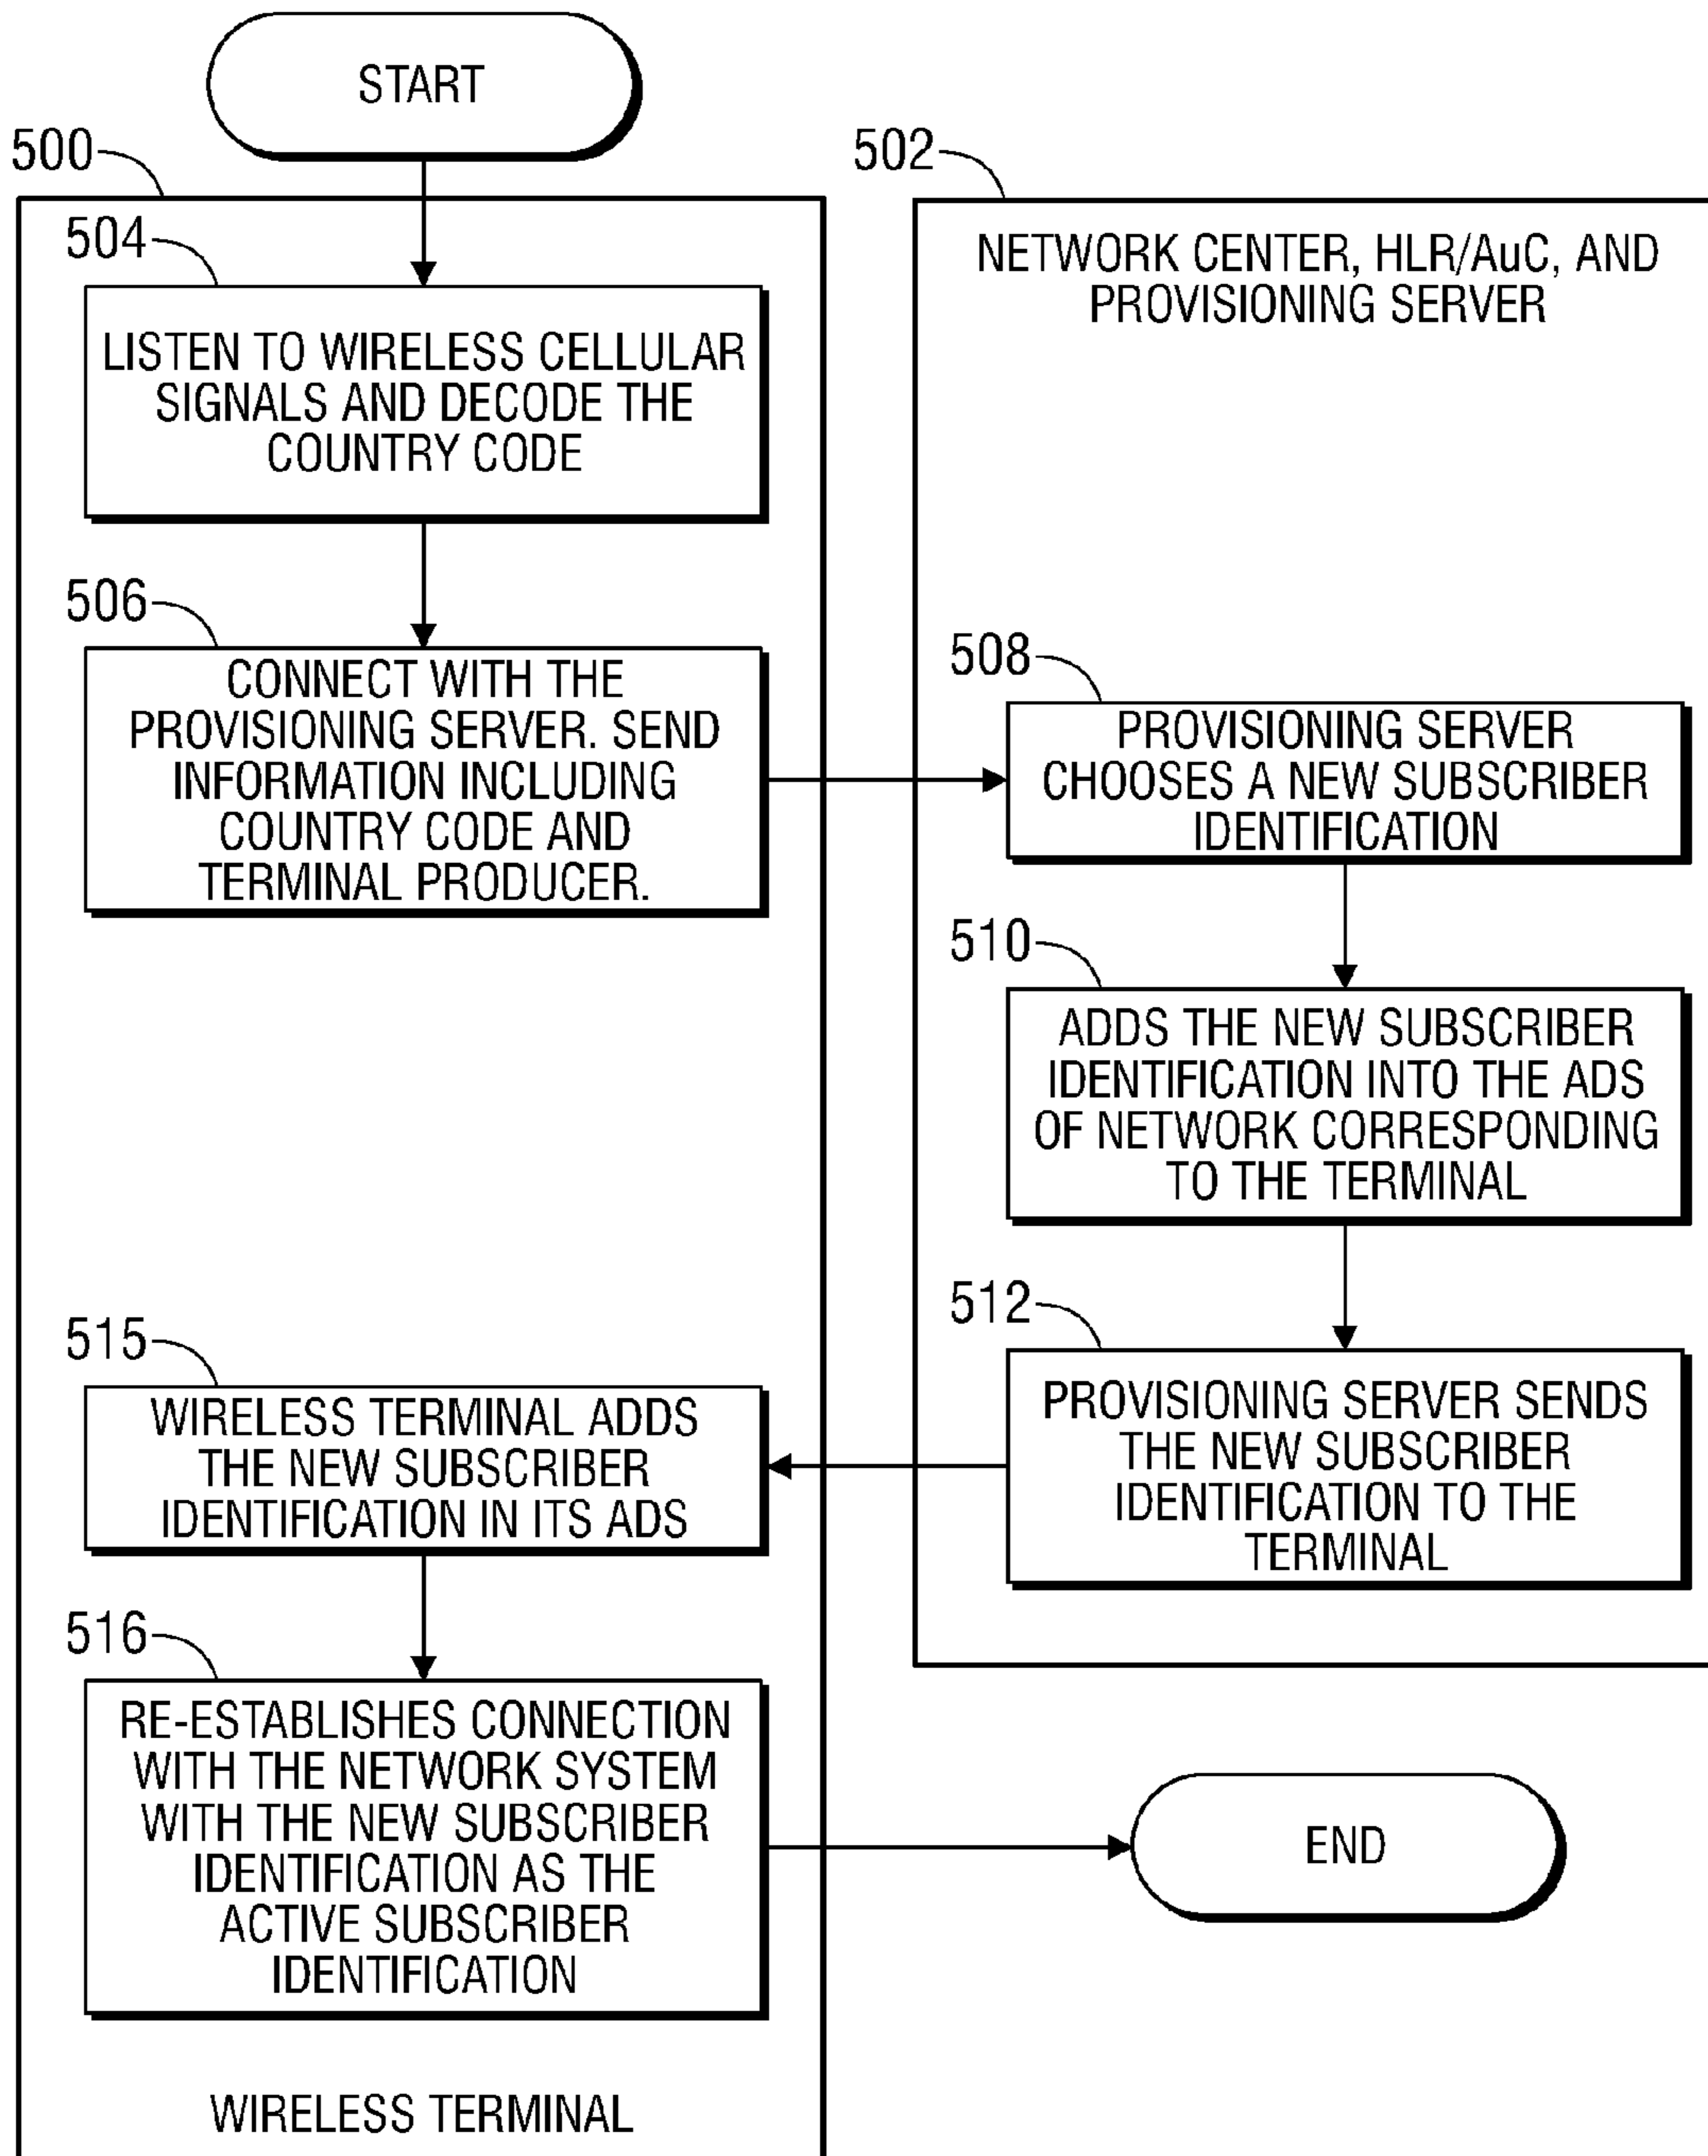 START
500
502
504
NETWORK CENTER, HLR/AuC, AND
PROVISIONING SERVER
LISTEN TO WIRELESS CELLULAR
SIGNALS AND DECODE THE
COUNTRY CODE
506
CONNECT WITH THE
PROVISIONING SERVER. SEND
INFORMATION INCLUDING
COUNTRY CODE AND
TERMINAL PRODUCER.
508
PROVISIONING SERVER
CHOOSES A NEW SUBSCRIBER
IDENTIFICATION
510
ADDS THE NEW SUBSCRIBER
IDENTIFICATION INTO THE ADS
OF NETWORK CORRESPONDING
TO THE TERMINAL
512
PROVISIONING SERVER SENDS
THE NEW SUBSCRIBER
IDENTIFICATION TO THE
TERMINAL
515
WIRELESS TERMINAL ADDS
THE NEW SUBSCRIBER
IDENTIFICATION IN ITS ADS
516
RE-ESTABLISHES CONNECTION
WITH THE NETWORK SYSTEM
WITH THE NEW SUBSCRIBER
IDENTIFICATION AS THE
ACTIVE SUBSCRIBER
IDENTIFICATION
END
WIRELESS TERMINAL